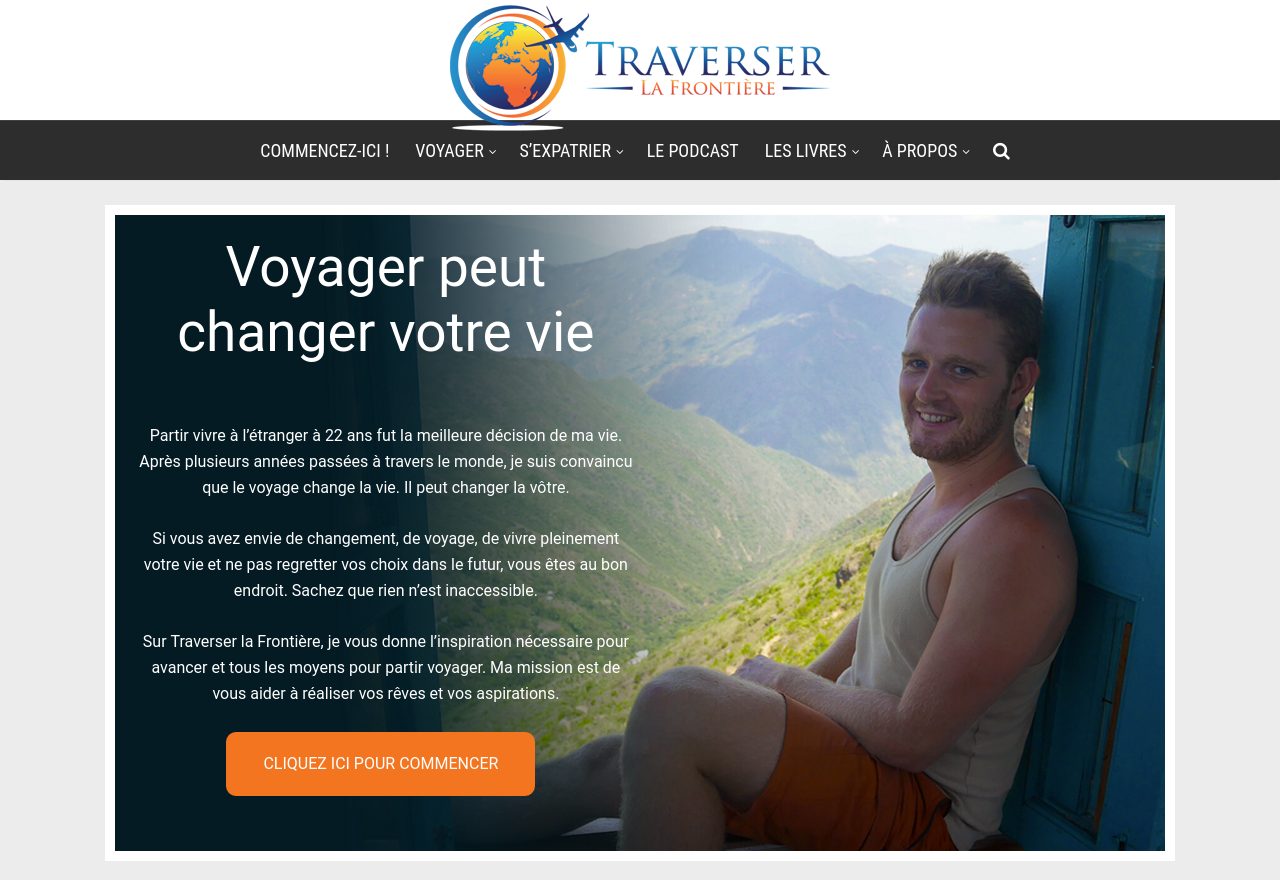 TRAVERSER
LA FRONTIÈRE
COMMENCEZ-ICI !
VOYAGER
S’EXPATRIER
LE PODCAST
LES LIVRES
À PROPOS
Voyager peut
changer votre vie
Partir vivre à l’étranger à 22 ans fut la meilleure décision de ma vie.
Après plusieurs années passées à travers le monde, je suis convaincu
que le voyage change la vie. Il peut changer la vôtre.
Si vous avez envie de changement, de voyage, de vivre pleinement
votre vie et ne pas regretter vos choix dans le futur, vous êtes au bon
endroit. Sachez que rien n’est inaccessible.
Sur Traverser la Frontière, je vous donne l’inspiration nécessaire pour
avancer et tous les moyens pour partir voyager. Ma mission est de
vous aider à réaliser vos rêves et vos aspirations.
CLIQUEZ ICI POUR COMMENCER